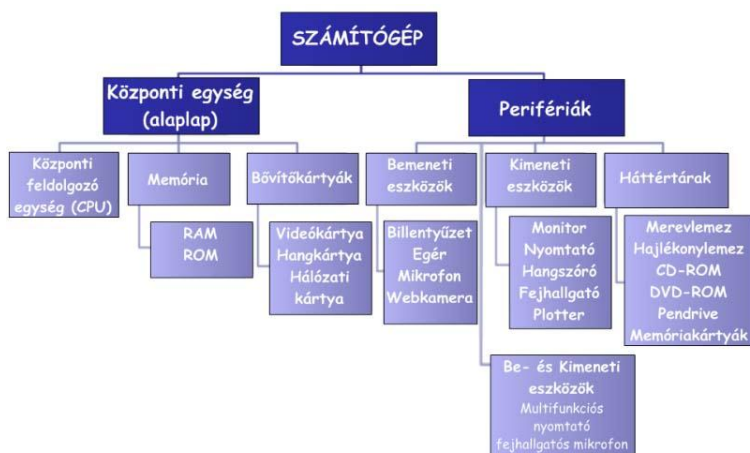 SZÁMÍTÓGÉP
Központi egység
(alaplap)
Perifériák
Központi
feldolgozó
egység (CPU)
Memória
Bővítőkártyák
Bemeneti
eszközök
Kimeneti
eszközök
Háttértárak
RAM
ROM
Videókártya
Hangkártya
Hálózati
kártya
Billentyűzet
Egér
Mikrofon
Webkamera
Monitor
Nyomtató
Hangszóró
Fejhallgató
Plotter
Merevlemez
Hajlékonylemez
CD-ROM
DVD-ROM
Pendrive
Memóriakártyák
Be- és Kimeneti
eszközök
Multifunkciós
nyomtató
fejhallgatós mikrofon